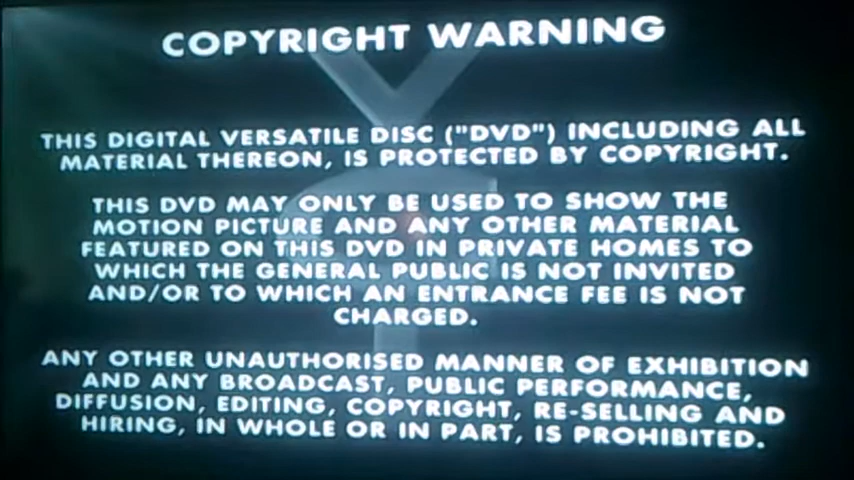 COPYRIGHT WARNING
THIS DIGITAL VERSATILE DISC ("DVD") INCLUDING ALL
MATERIAL THEREON, IS PROTECTED BY COPYRIGHT.
THIS DVD MAY ONLY BE USED TO SHOW THE
MOTION PICTURE AND ANY OTHER MATERIAL
FEATURED ON THIS DVD IN PRIVATE HOMES TO
WHICH THE GENERAL PUBLIC IS NOT INVITED
AND/OR TO WHICH AN ENTRANCE FEE IS NOT
CHARGED.
ANY OTHER UNAUTHORISED MANNER OF EXHIBITION
AND ANY BROADCAST, PUBLIC PERFORMANCE,
DIFFUSION, EDITING, COPYRIGHT, RE-SELLING AND
HIRING, IN WHOLE OR IN PART, IS PROHIBITED.